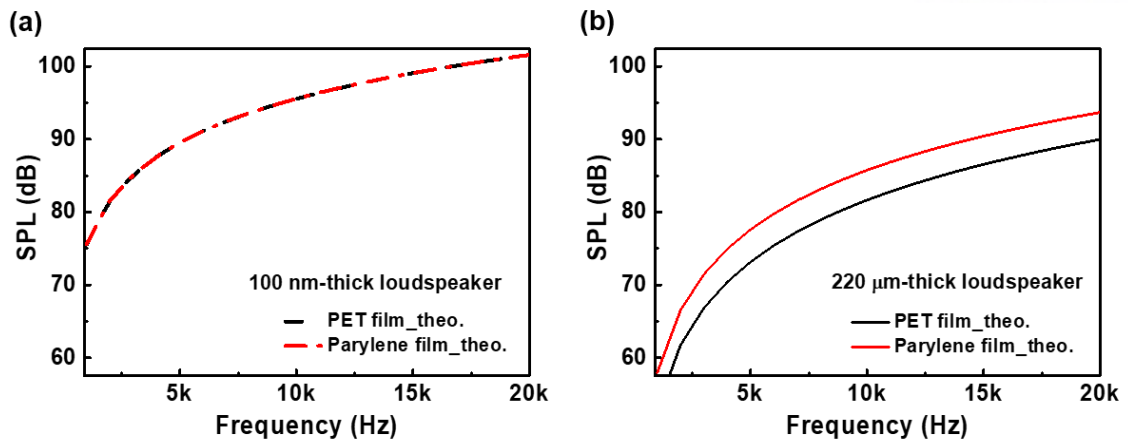 (a)
100
90
80
70
60
SPL (dB)
100 nm-thick loudspeaker
PET film_theo.
Parylene film_theo.
5k
10k
15k
20k
Frequency (Hz)
(b)
100
90
80
70
60
SPL (dB)
220 μm-thick loudspeaker
PET film_theo.
Parylene film_theo.
5k
10k
15k
20k
Frequency (Hz)